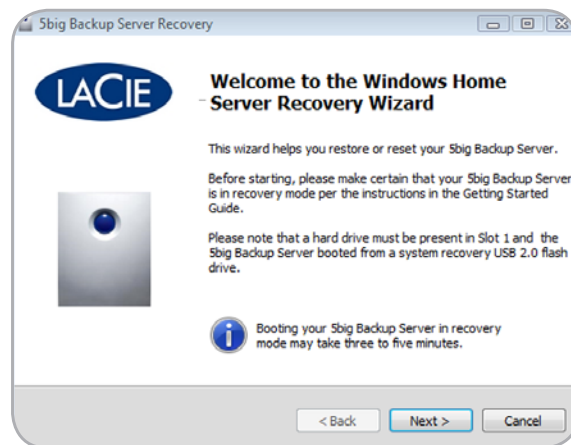 5big Backup Server Recovery
LACIE
Welcome to the Windows Home
Server Recovery Wizard
This wizard helps you restore or reset your 5big Backup Server.
Before starting, please make certain that your 5big Backup Server
is in recovery mode per the instructions in the Getting Started
Guide.
Please note that a hard drive must be present in Slot 1 and the
5big Backup Server booted from a system recovery USB 2.0 flash
drive.
Booting your 5big Backup Server in recovery
mode may take three to five minutes.
< Back
Next >
Cancel